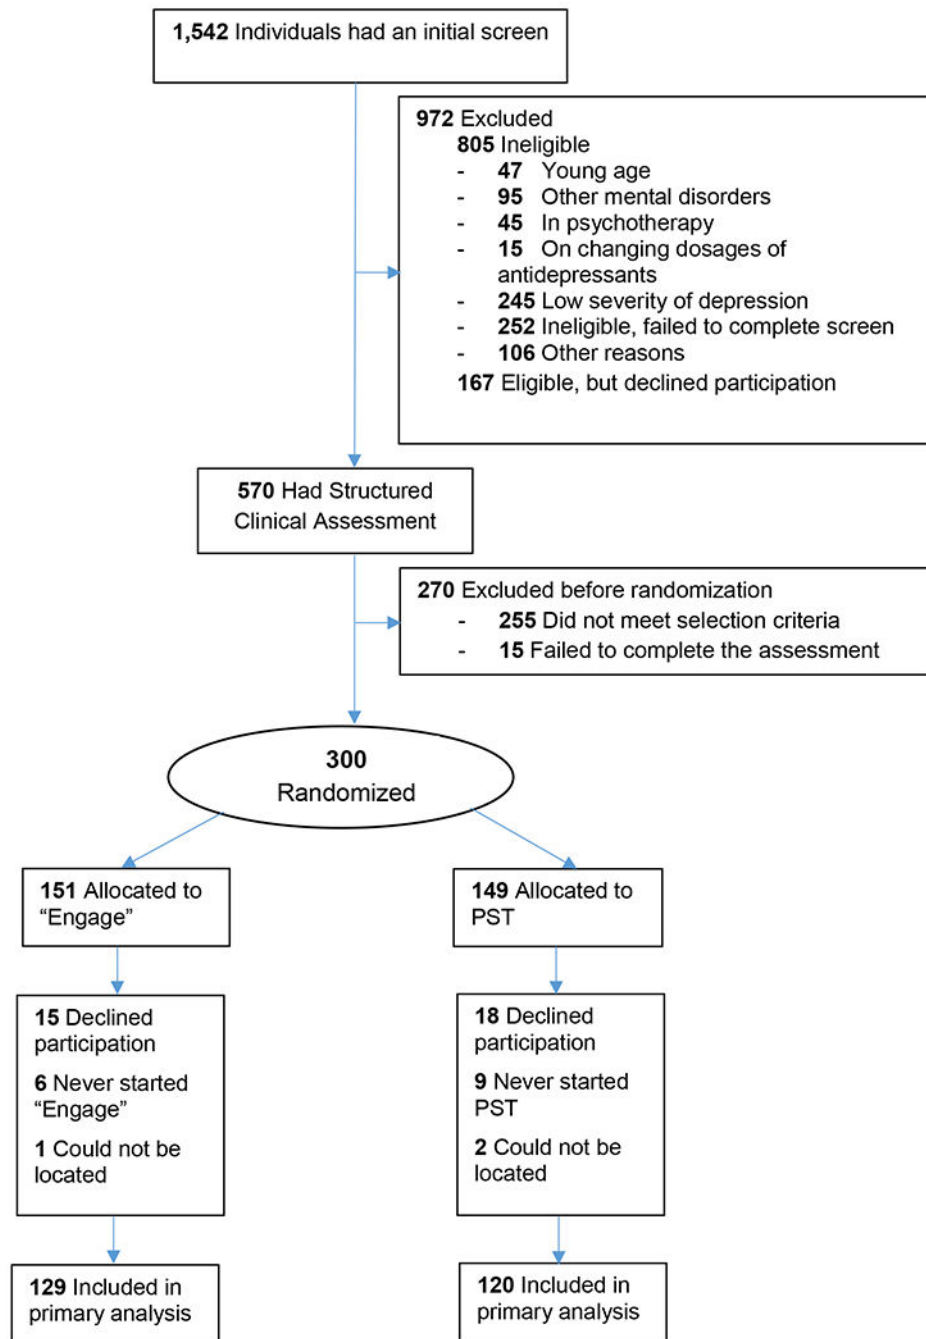 1,542 Individuals had an initial screen
972 Excluded
805 Ineligible
- 47 Young age
- 95 Other mental disorders
- 45 In psychotherapy
- 15 On changing dosages of
antidepressants
- 245 Low severity of depression
- 252 Ineligible, failed to complete screen
- 106 Other reasons
167 Eligible, but declined participation
570 Had Structured
Clinical Assessment
270 Excluded before randomization
- 255 Did not meet selection criteria
- 15 Failed to complete the assessment
300
Randomized
151 Allocated to
“Engage”
15 Declined
participation
6 Never started
“Engage”
1 Could not be
located
129 Included in
primary analysis
149 Allocated to
PST
18 Declined
participation
9 Never started
PST
2 Could not be
located
120 Included in
primary analysis